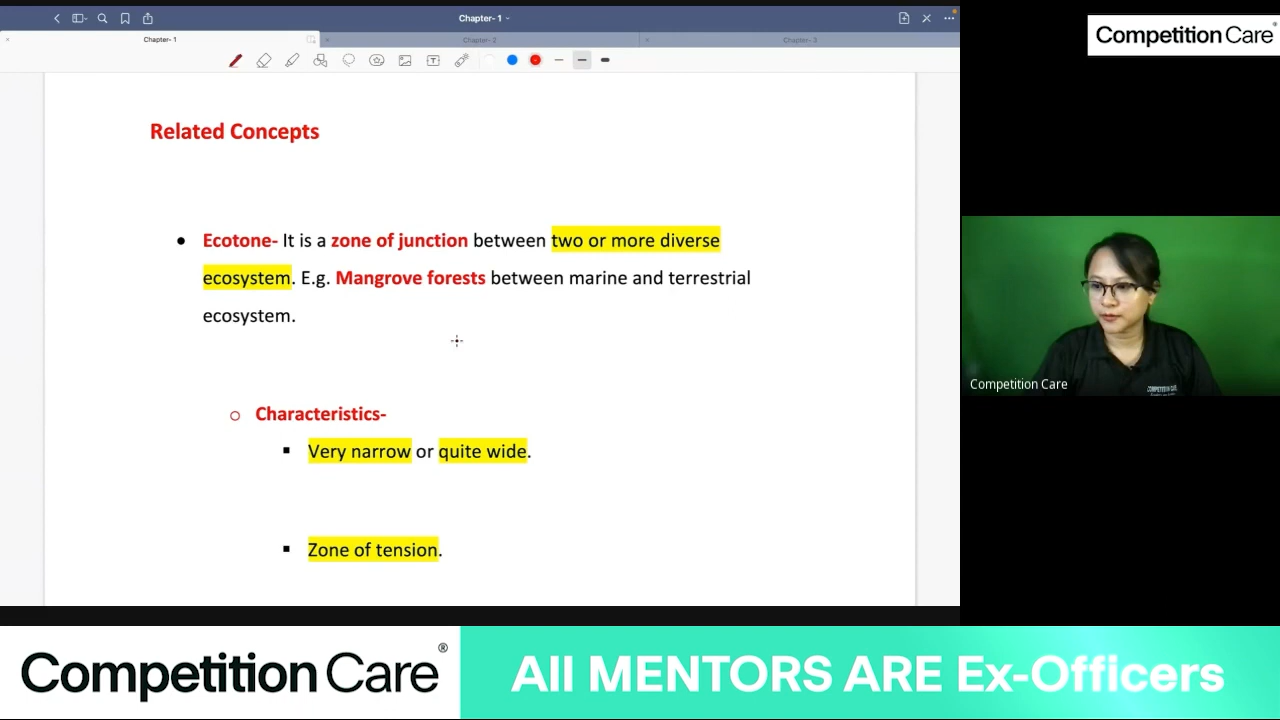 Chapter- 1
Chapter- 1
Chapter- 2
Chapter- 3
Competition Care
Related Concepts
• Ecotone- It is a zone of junction between two or more diverse
ecosystem. E.g. Mangrove forests between marine and terrestrial
ecosystem.
o Characteristics-
▪ Very narrow or quite wide.
▪ Zone of tension.
Competition Care
Competition Care®
All MENTORS ARE Ex-Officers